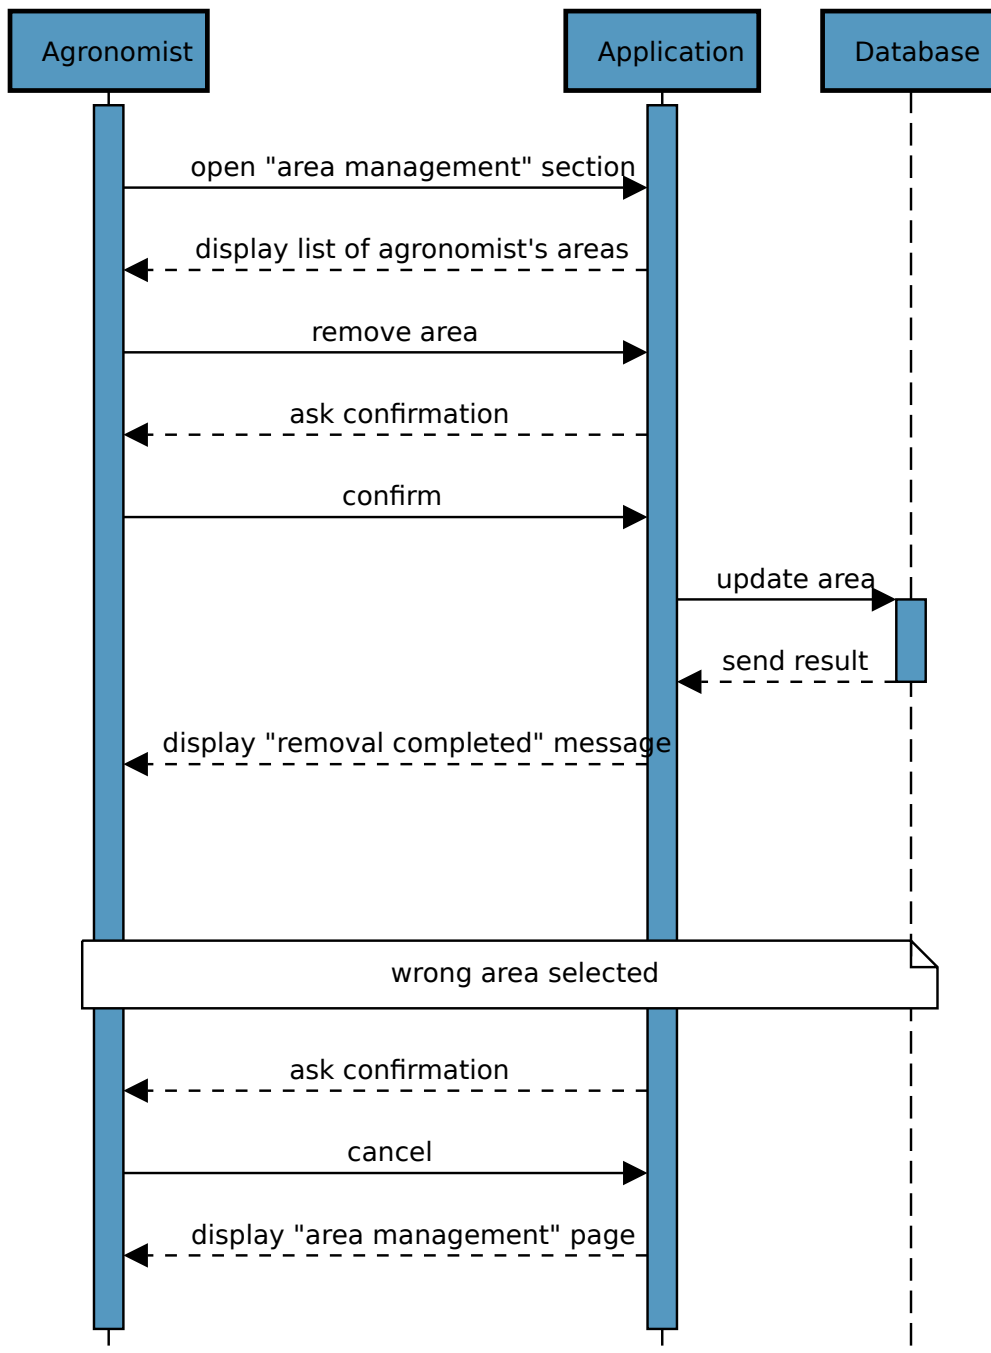 Agronomist
Application
Database
open "area management" section
display list of agronomist's areas
remove area
ask confirmation
confirm
update area
send result
display "removal completed" message
wrong area selected
ask confirmation
cancel
display "area management" page